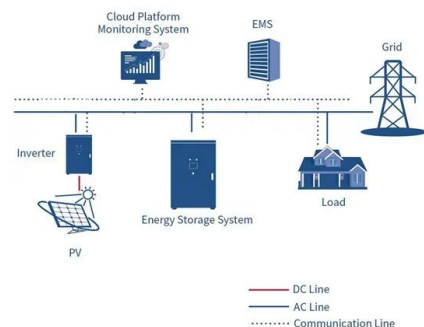 Cloud Platform
Monitoring System
EMS
Grid
Inverter
Energy Storage System
Load
PV
DC Line
AC Line
Communication Line